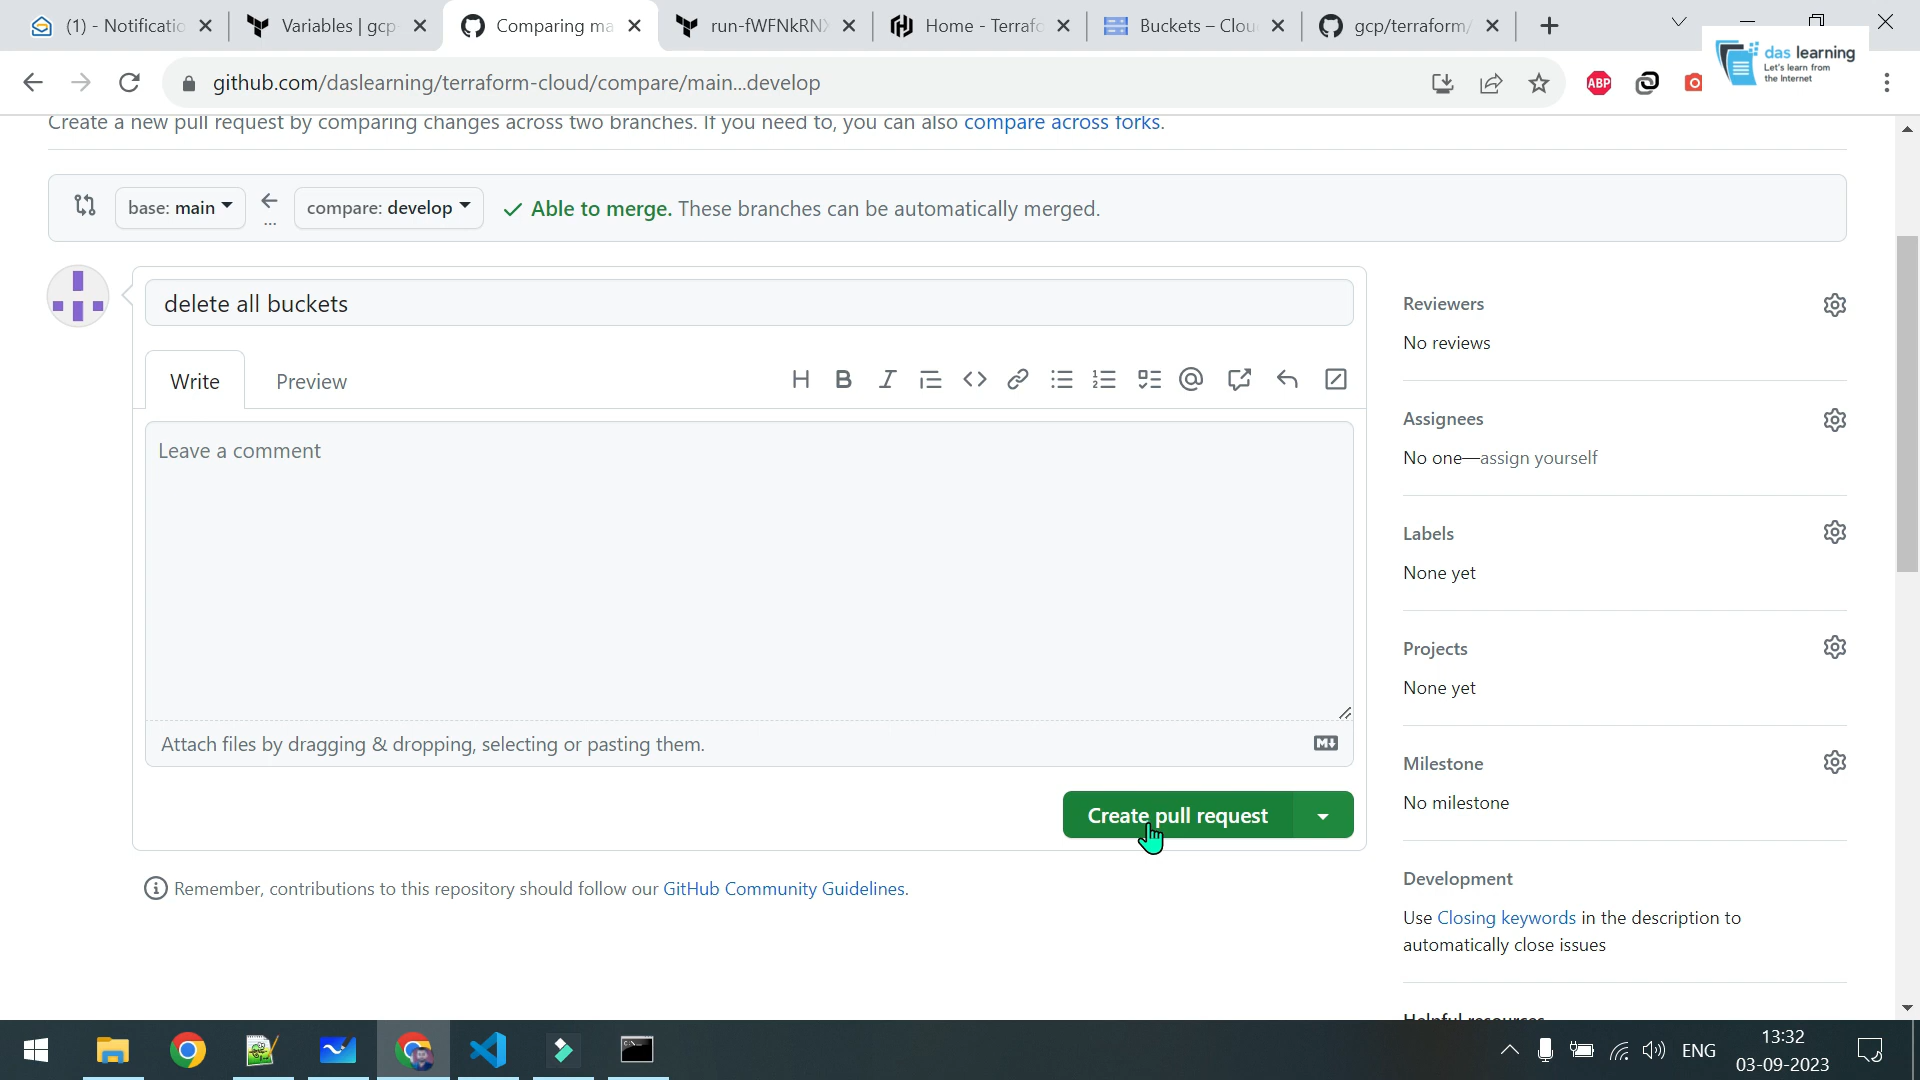 (1) - Notificatio
Variables | gcp
Comparing ma
run-fWFNkRN
Home - Terrafo
Buckets – Clou
gcp/terraform/
das learning
Let's learn from
the Internet
github.com/daslearning/terraform-cloud/compare/main...develop
ABP
Create a new pull request by comparing changes across two branches. If you need to, you can also compare across forks.
base: main
...
compare: develop
Able to merge. These branches can be automatically merged.
delete all buckets
Write
Preview
Leave a comment
Attach files by dragging & dropping, selecting or pasting them.
Create pull request
Remember, contributions to this repository should follow our GitHub Community Guidelines.
Reviewers
No reviews
Assignees
No one—assign yourself
Labels
None yet
Projects
None yet
Milestone
No milestone
Development
Use Closing keywords in the description to
automatically close issues
Helpful resources
ENG
13:32
03-09-2023